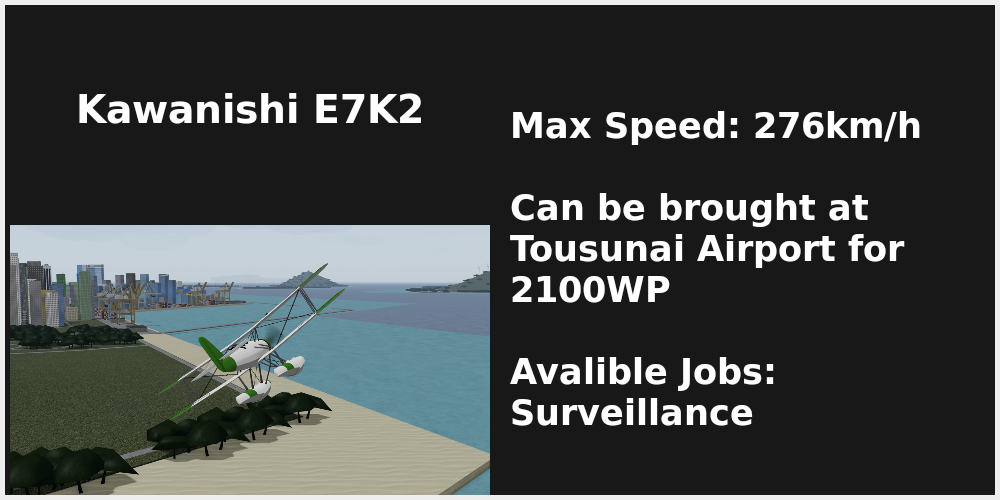 Kawanishi E7K2
Max Speed: 276km/h
Can be brought at
Tousunai Airport for
2100WP
Avalible Jobs:
Surveillance